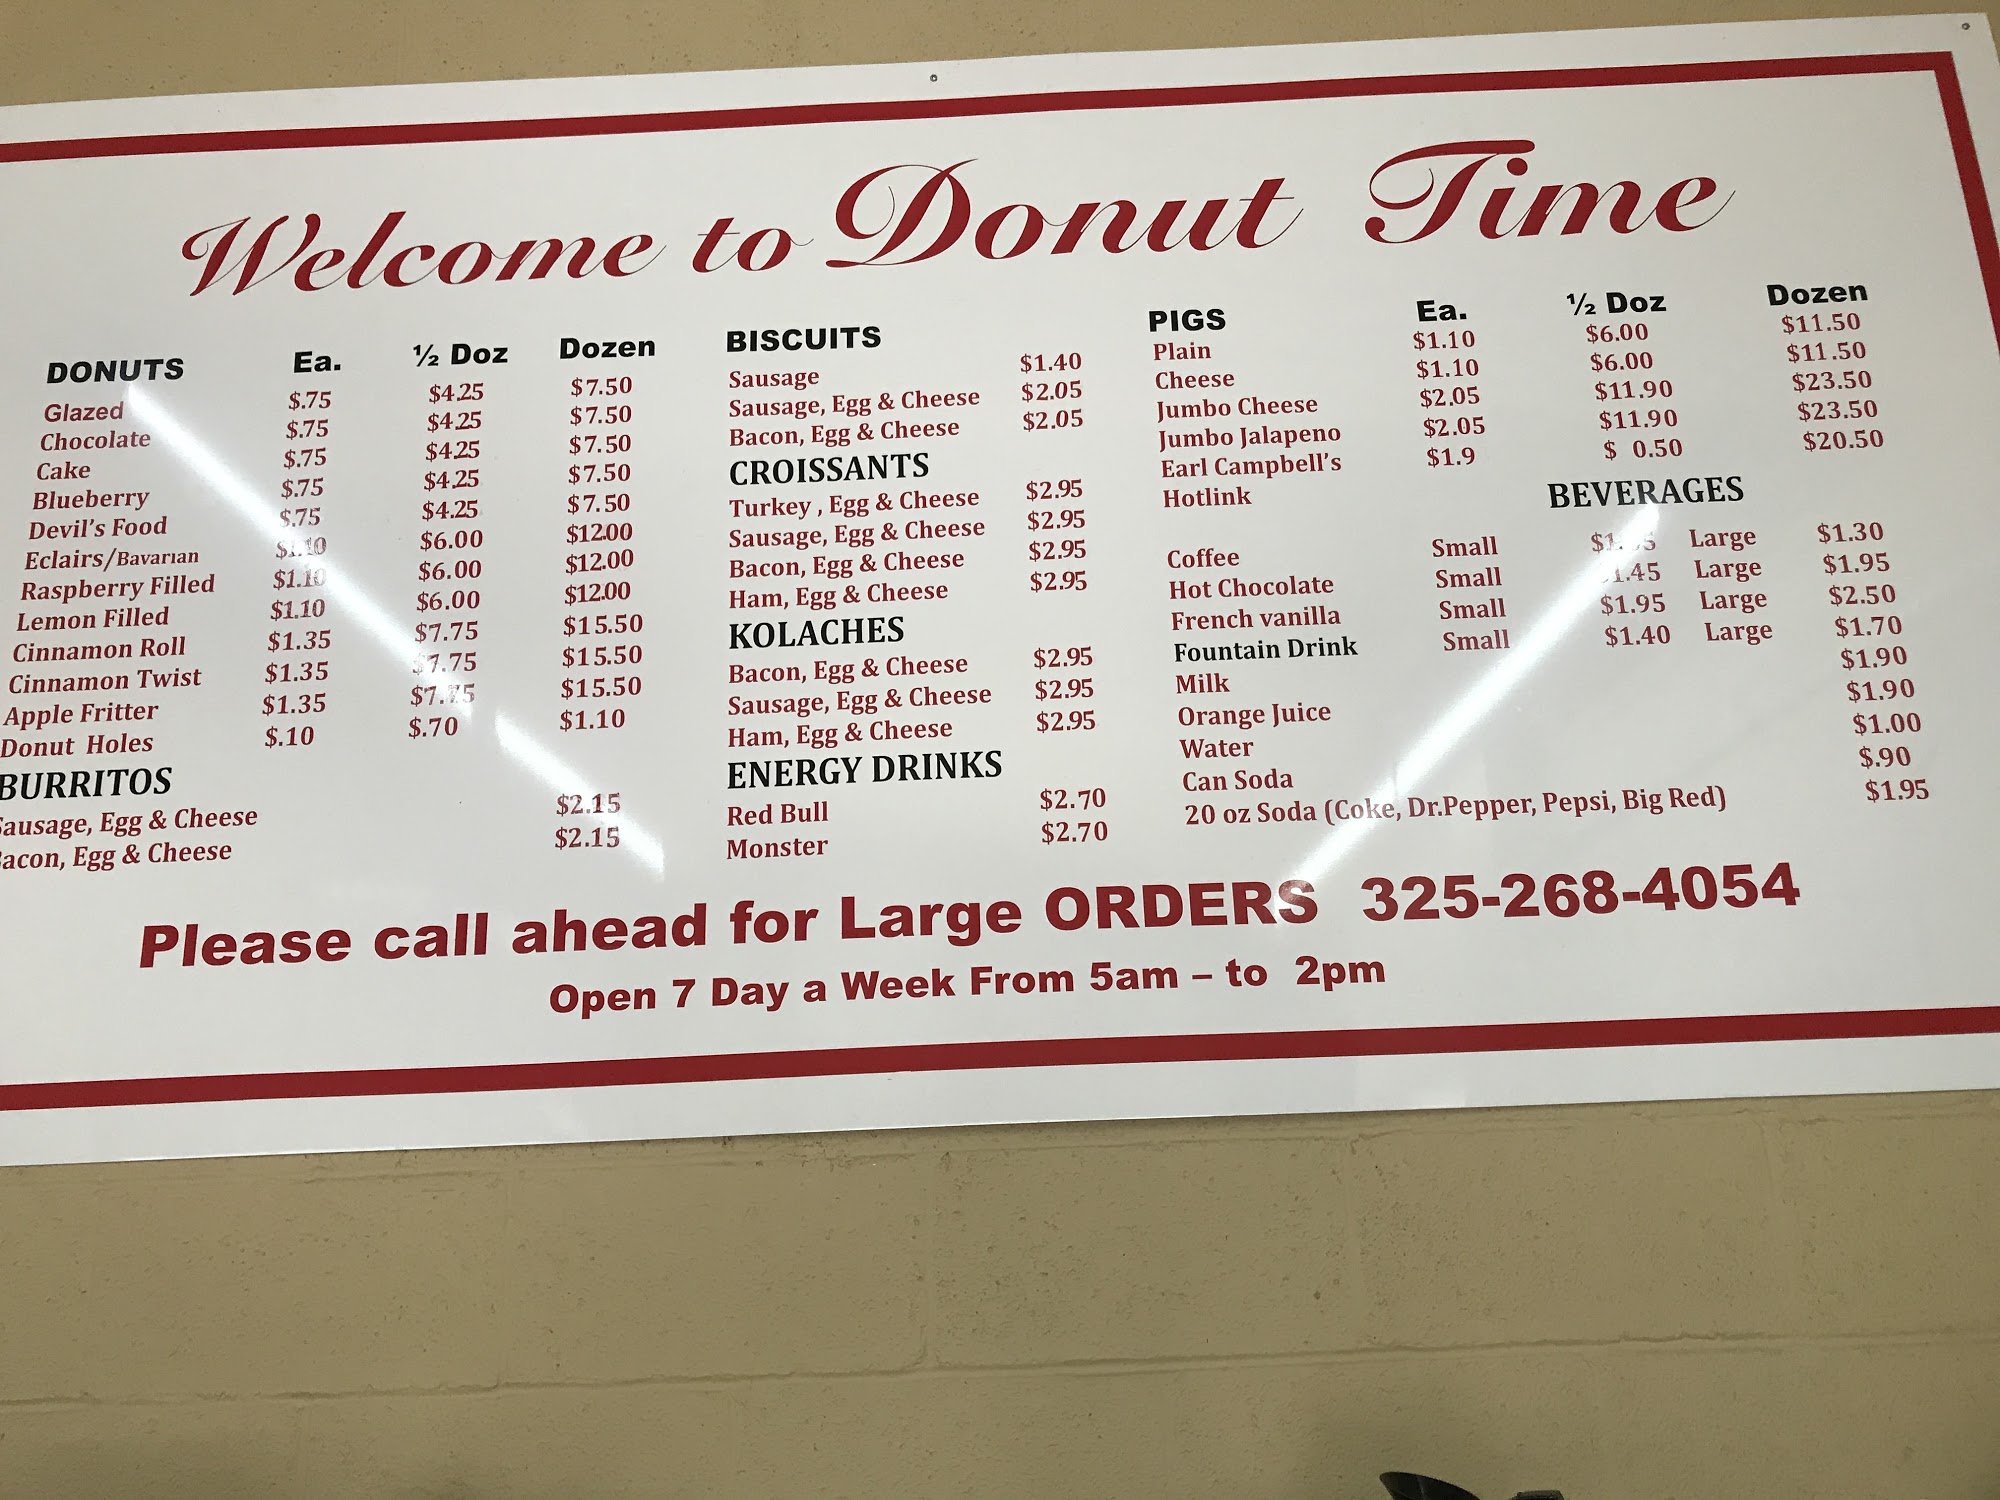 Welcome to Donut Time
DONUTS Ea. ½ Doz Dozen
Glazed $.75 $4.25 $7.50
Chocolate $.75 $4.25 $7.50
Cake $.75 $4.25 $7.50
Blueberry $.75 $4.25 $7.50
Devil's Food $.75 $4.25 $7.50
Eclairs/Bavarian $1.10 $6.00 $12.00
Raspberry Filled $1.10 $6.00 $12.00
Lemon Filled $1.10 $6.00 $12.00
Cinnamon Roll $1.35 $7.75 $15.50
Cinnamon Twist $1.35 $7.75 $15.50
Apple Fritter $1.35 $7.75 $15.50
Donut Holes $.10 $.70 $1.10
BURRITOS
Sausage, Egg & Cheese $2.15
Bacon, Egg & Cheese $2.15
BISCUITS
Sausage $1.40
Sausage, Egg & Cheese $2.05
Bacon, Egg & Cheese $2.05
CROISSANTS
Turkey , Egg & Cheese $2.95
Sausage, Egg & Cheese $2.95
Bacon, Egg & Cheese $2.95
Ham, Egg & Cheese $2.95
KOLACHES
Bacon, Egg & Cheese $2.95
Sausage, Egg & Cheese $2.95
Ham, Egg & Cheese $2.95
ENERGY DRINKS
Red Bull $2.70
Monster $2.70
PIGS Ea. ½ Doz Dozen
Plain $1.10 $6.00 $11.50
Cheese $1.10 $6.00 $11.50
Jumbo Cheese $2.05 $11.90 $23.50
Jumbo Jalapeno $2.05 $11.90 $23.50
Earl Campbell's $1.9 $ 0.50 $20.50
Hotlink
BEVERAGES
Coffee Small Large $1.30
Hot Chocolate Small 1.45 Large $1.95
French vanilla Small $1.95 Large $2.50
Fountain Drink Small $1.40 Large $1.70
Milk $1.90
Orange Juice $1.90
Water $1.00
Can Soda $.90
20 oz Soda (Coke, Dr.Pepper, Pepsi, Big Red) $1.95
Please call ahead for Large ORDERS 325-268-4054
Open 7 Day a Week From 5am – to 2pm